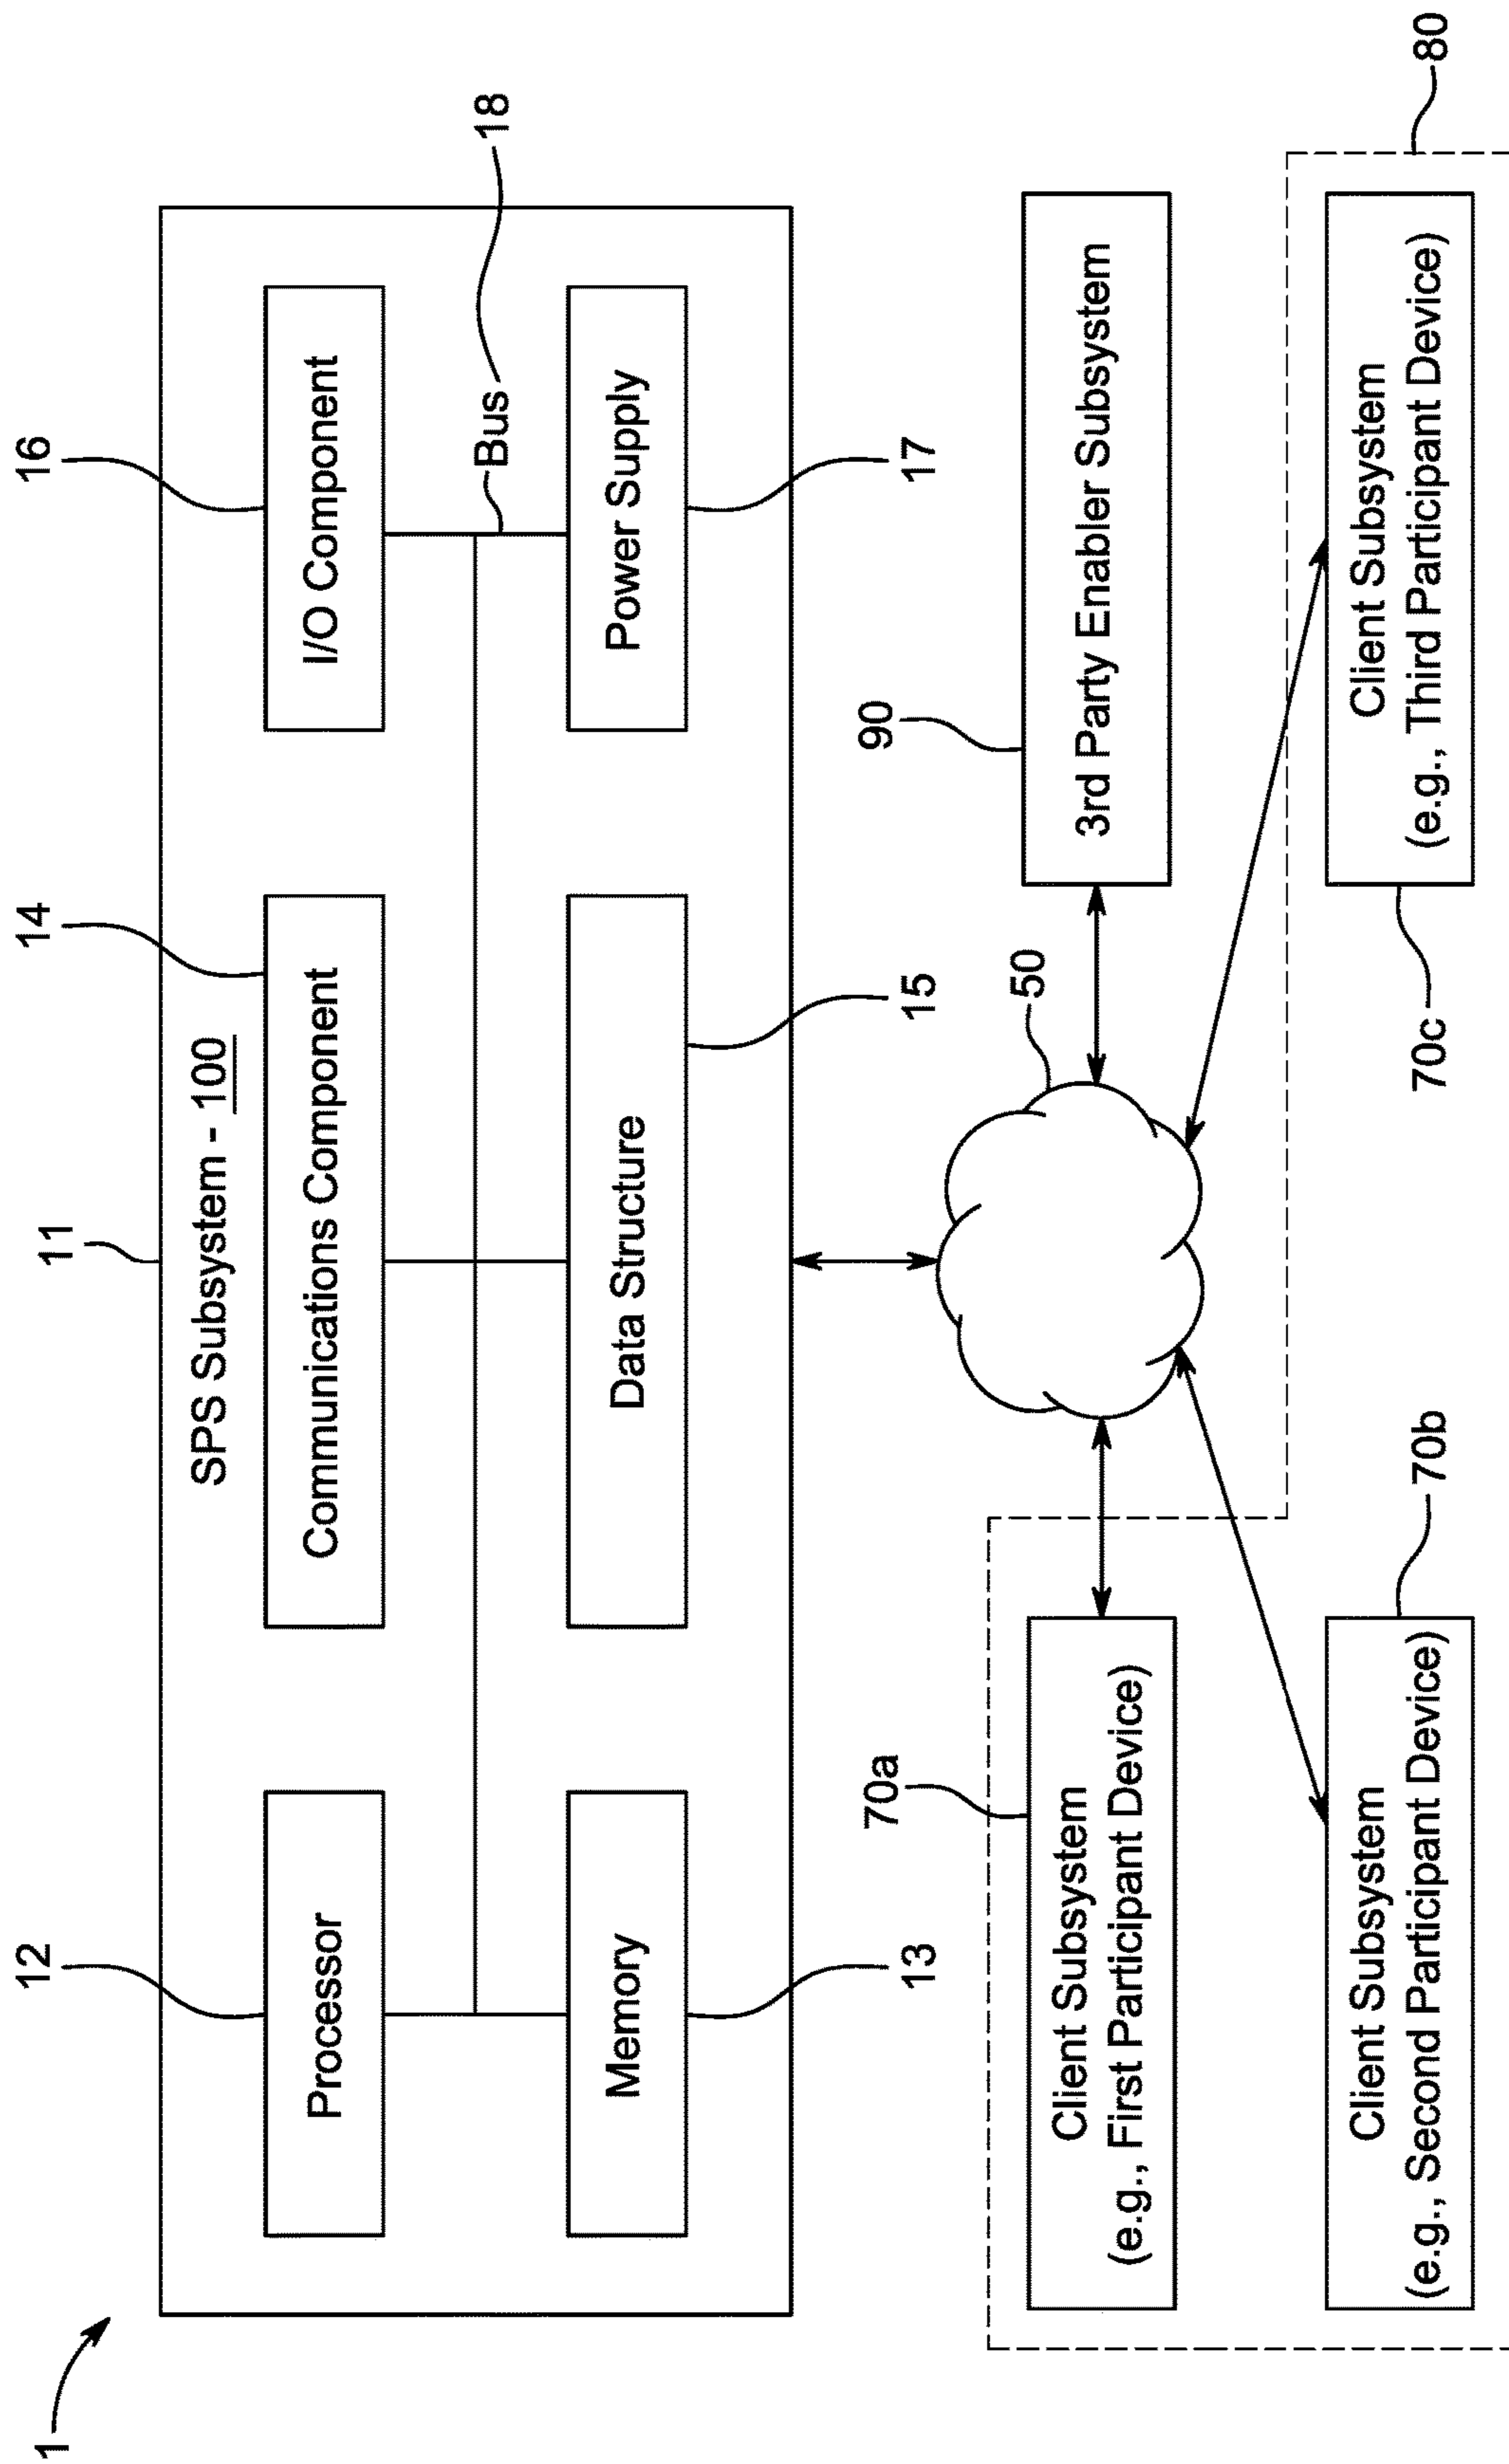 1
11
SPS Subsystem - 100
12
14
16
Processor
Communications Component
I/O Component
Bus
18
Memory
Data Structure
Power Supply
13
15
17
50
70a
90
Client Subsystem
(e.g., First Participant Device)
3rd Party Enabler Subsystem
Client Subsystem
(e.g., Second Participant Device)
70b
70c
Client Subsystem
(e.g., Third Participant Device)
80